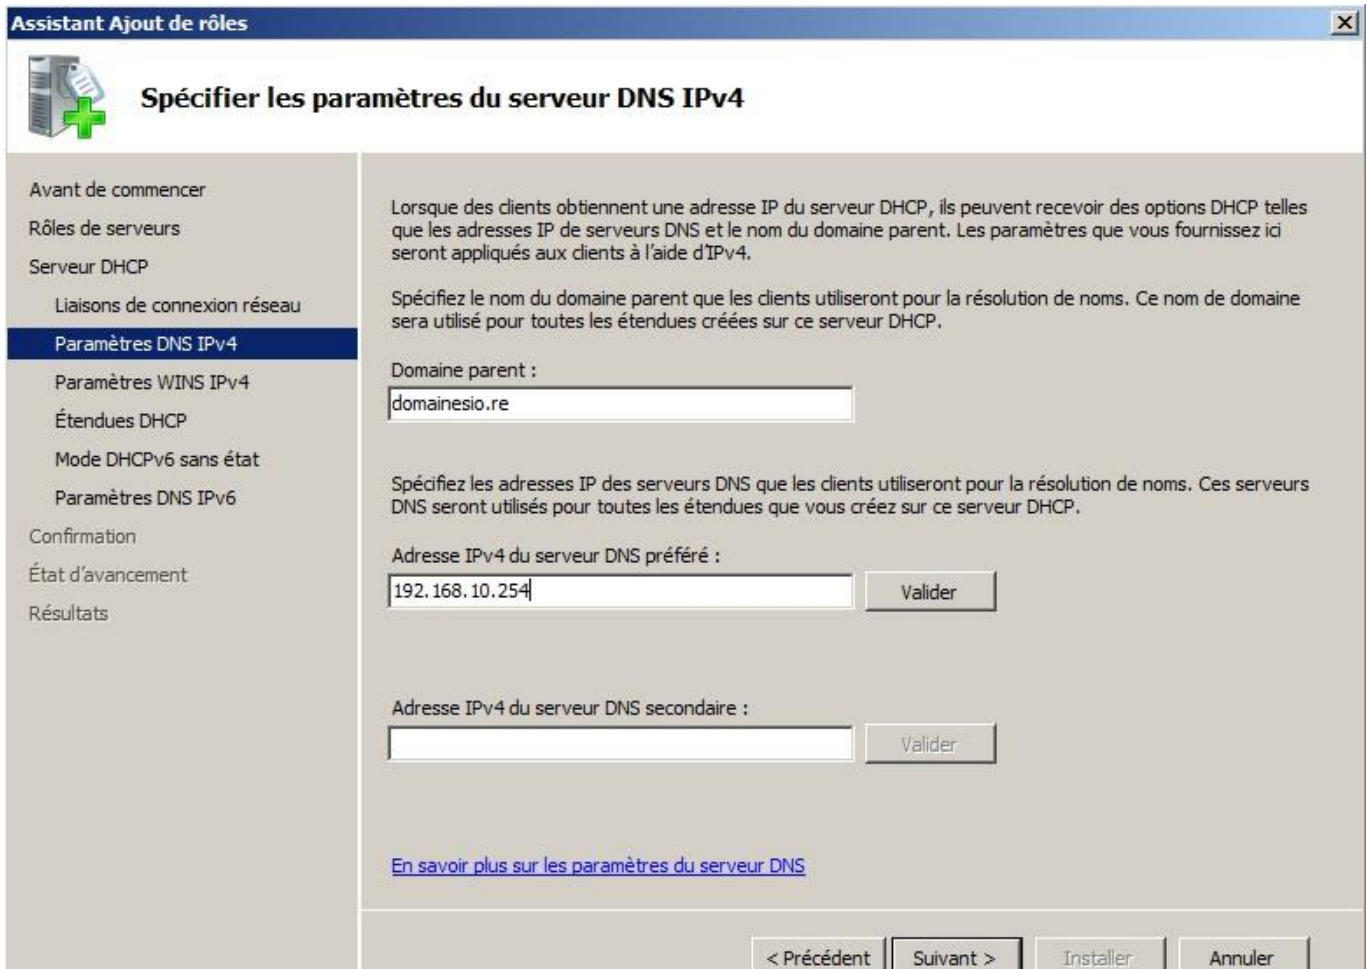 Assistant Ajout de rôles
Spécifier les paramètres du serveur DNS IPv4
Avant de commencer
Rôles de serveurs
Serveur DHCP
Liaisons de connexion réseau
Paramètres DNS IPv4
Paramètres WINS IPv4
Étendues DHCP
Mode DHCPv6 sans état
Paramètres DNS IPv6
Confirmation
État d'avancement
Résultats
Lorsque des clients obtiennent une adresse IP du serveur DHCP, ils peuvent recevoir des options DHCP telles
que les adresses IP de serveurs DNS et le nom du domaine parent. Les paramètres que vous fournissez ici
seront appliqués aux clients à l'aide d'IPv4.
Spécifiez le nom du domaine parent que les clients utiliseront pour la résolution de noms. Ce nom de domaine
sera utilisé pour toutes les étendues créées sur ce serveur DHCP.
Domaine parent :
domainesio.re
Spécifiez les adresses IP des serveurs DNS que les clients utiliseront pour la résolution de noms. Ces serveurs
DNS seront utilisés pour toutes les étendues que vous créez sur ce serveur DHCP.
Adresse IPv4 du serveur DNS préféré :
192.168.10.254
Valider
Adresse IPv4 du serveur DNS secondaire :
Valider
En savoir plus sur les paramètres du serveur DNS
< Précédent
Suivant >
Installer
Annuler